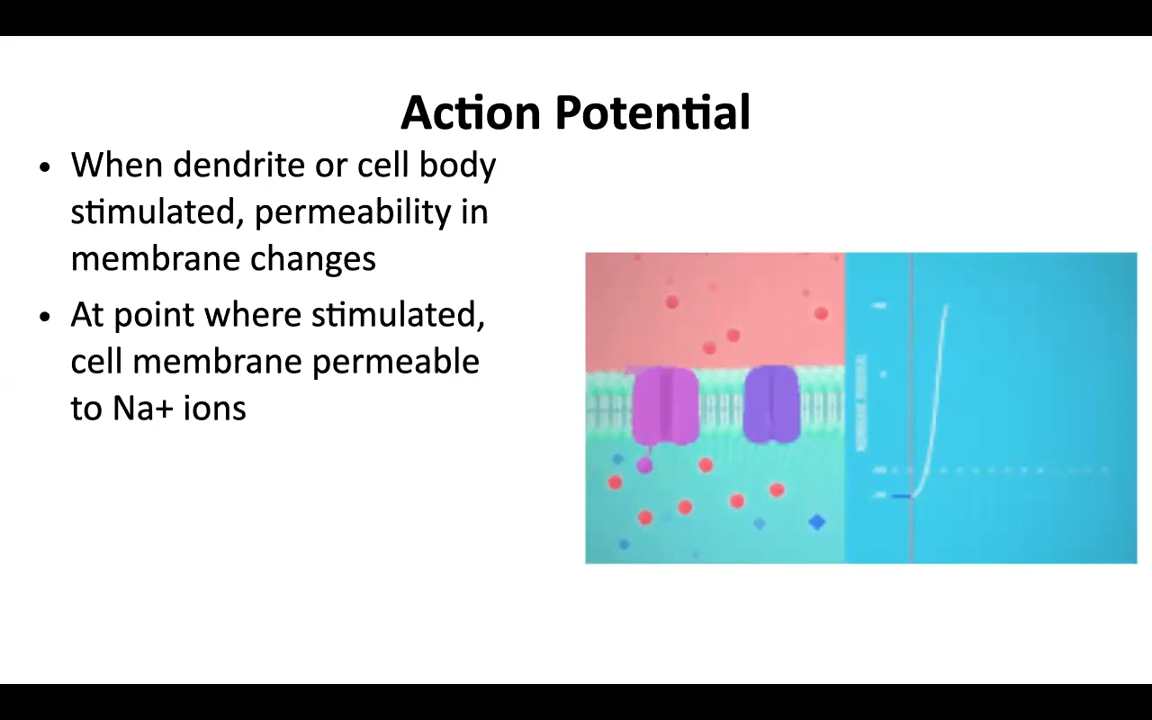 Action Potential
• When dendrite or cell body
stimulated, permeability in
membrane changes
• At point where stimulated,
cell membrane permeable
to Na+ ions